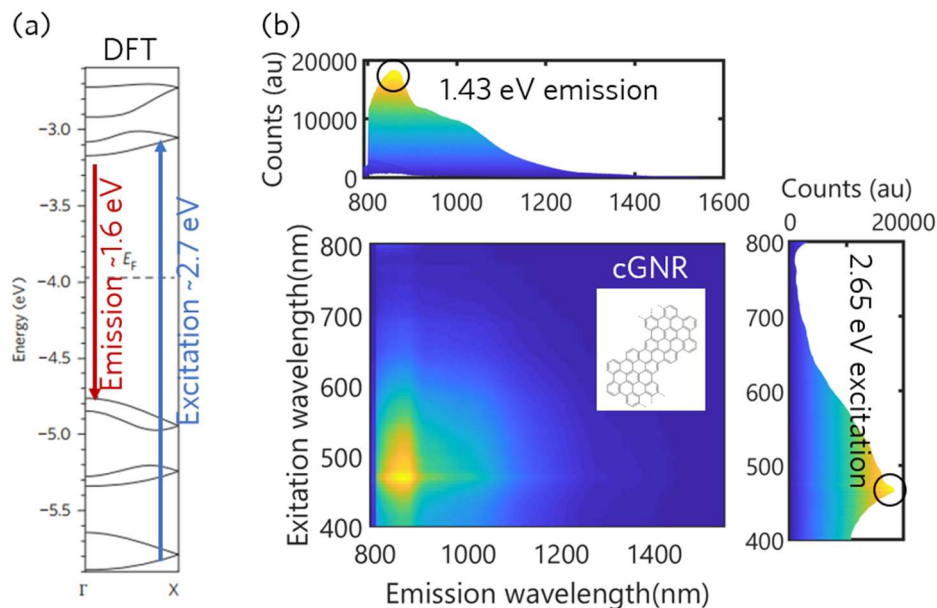 (a)
DFT
Energy (eV)
−3.0
−3.5
−4.0
−4.5
−5.0
−5.5
E_F
Emission ~1.6 eV
Excitation ~2.7 eV
Γ
X
(b)
Counts (au)
20000
10000
0
1.43 eV emission
800
1000
1200
1400
1600
Exitation wavelength(nm)
800
700
600
500
400
cGNR
800
1000
1200
1400
Emission wavelength(nm)
Counts (au)
0
20000
800
700
600
500
400
2.65 eV excitation